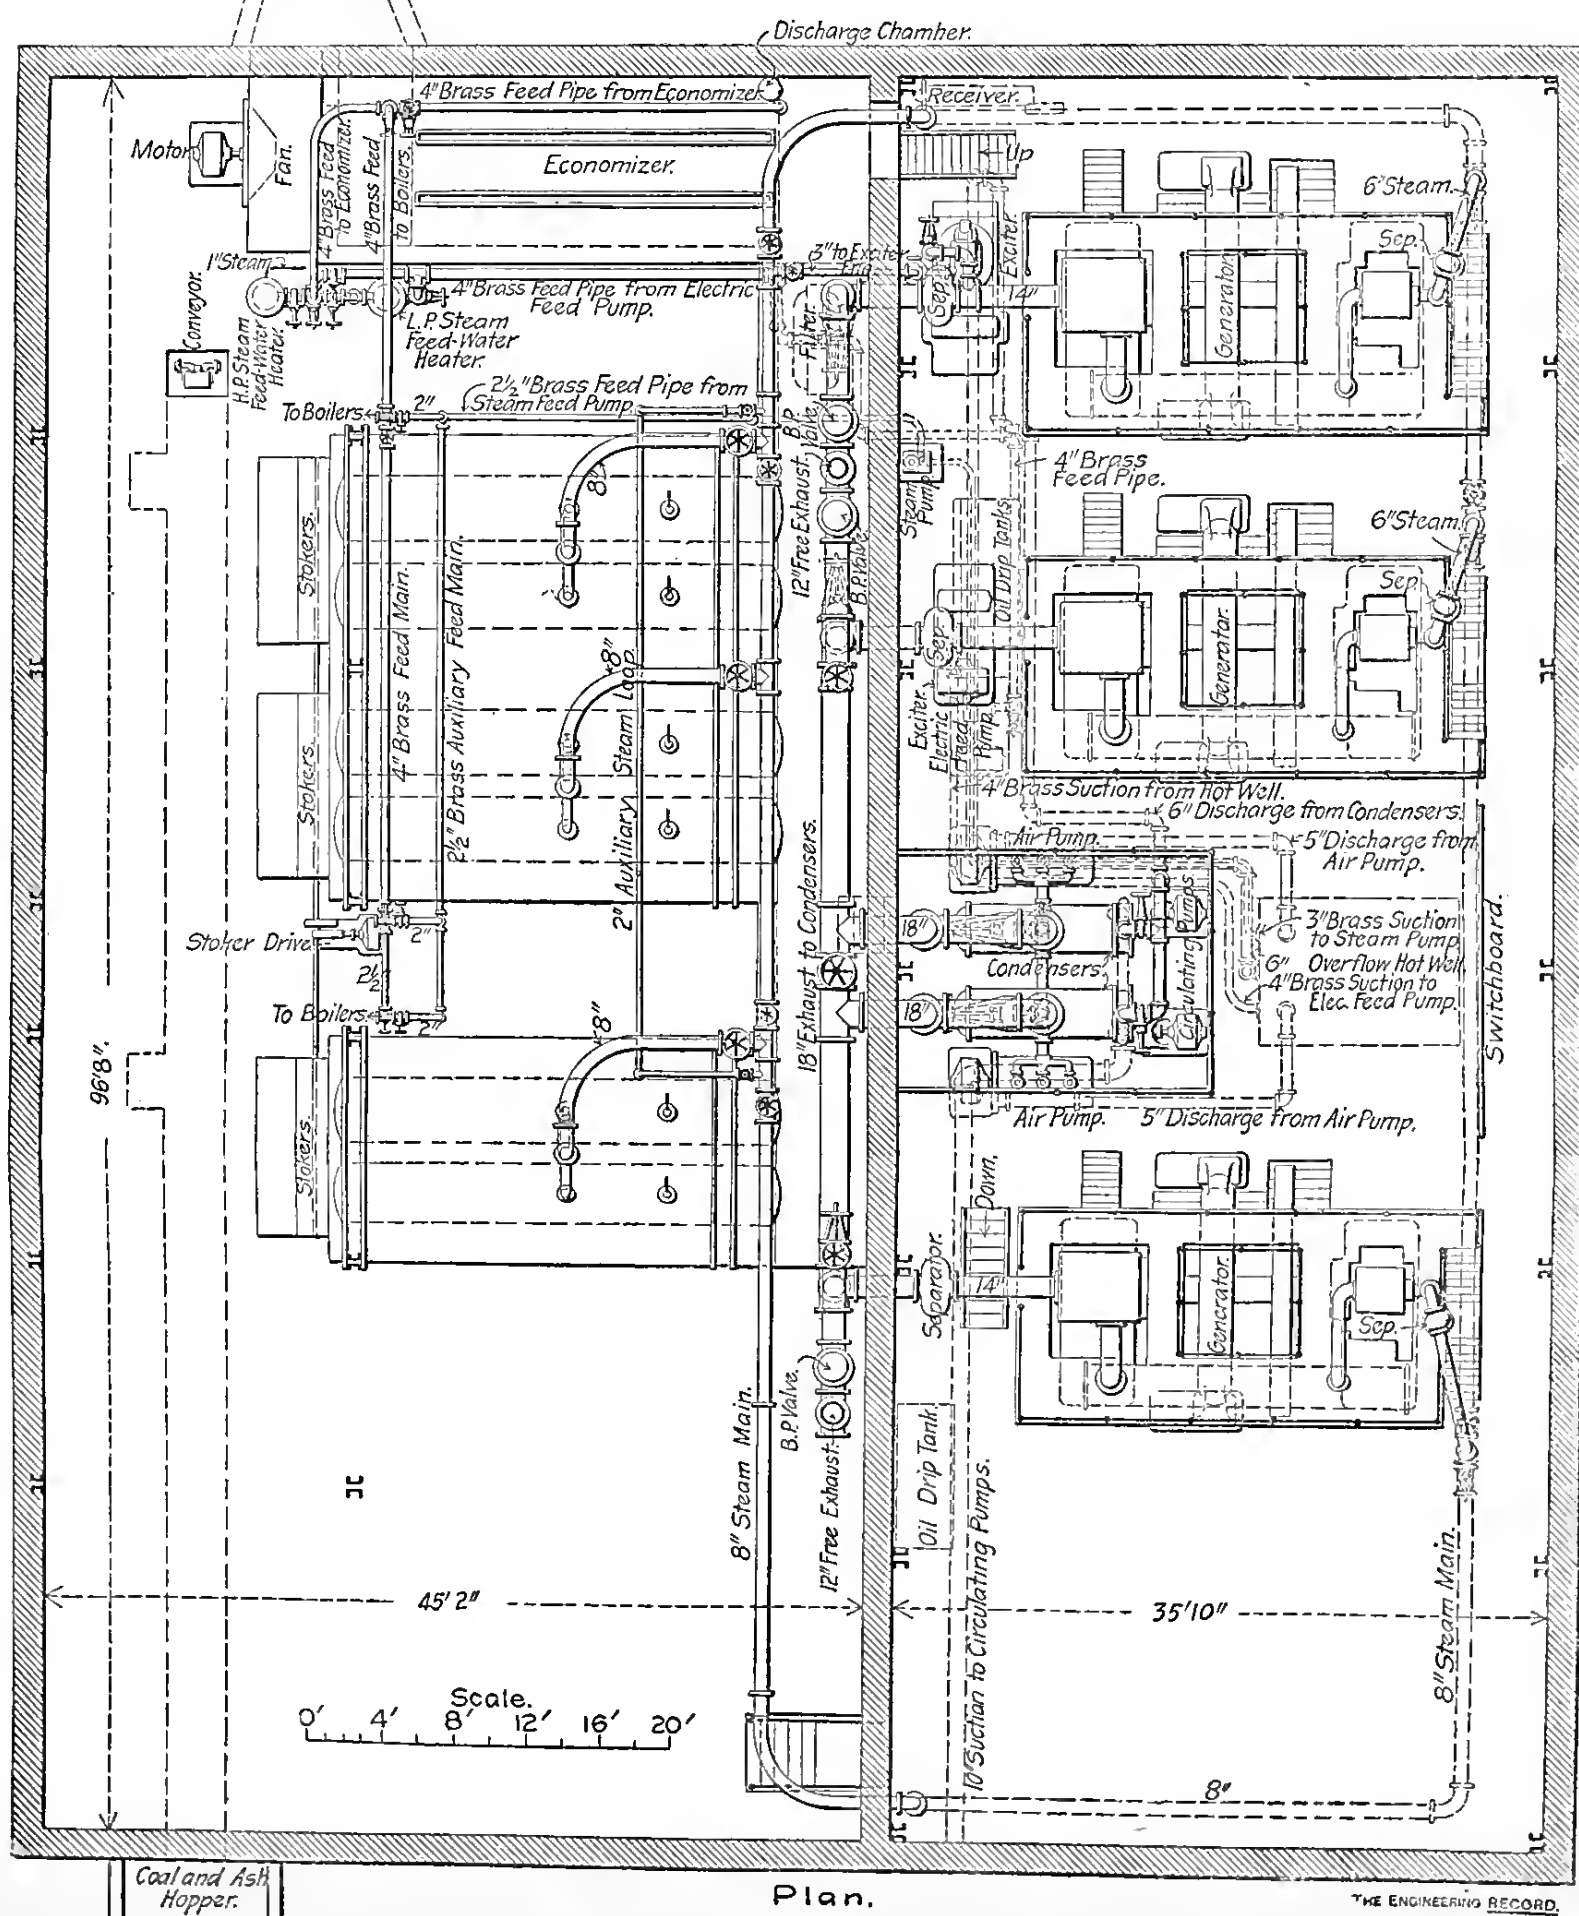 Discharge Chamber.
4" Brass Feed Pipe from Economizer.
Receiver.
Motor
Fan.
4" Brass Feed
to Economizer.
4" Brass Feed
to Boilers.
Economizer.
Up
6" Steam.
Sep.
1" Steam
3" to Exciter
Exciter.
Sep.
14"
Generator.
Conveyor.
4" Brass Feed Pipe from Electric
Feed Pump.
H.P. Steam
Feed-Water
Heater.
L.P. Steam
Feed-Water
Heater.
Filter.
2½" Brass Feed Pipe from
Steam Feed Pump.
To Boilers
2"
B.P.
Valve.
12" Free Exhaust.
8"
Steam
Pump.
4" Brass
Feed Pipe.
6" Steam.
Stokers.
Oil Drip Tanks.
B.P. Valve.
Sep.
Sep.
Generator.
4" Brass Feed Main.
2½" Brass Auxiliary Feed Main.
8"
2" Auxiliary Steam Loop.
Exciter.
Electric
Feed
Pump.
Stokers.
4" Brass Suction from Hot Well.
6" Discharge from Condensers.
Air Pump.
5" Discharge from
Air Pump.
18" Exhaust to Condensers.
Circulating Pumps.
Switchboard.
Stoker Drive
2"
18"
3" Brass Suction
to Steam Pump
Condensers.
6" Overflow Hot Well
4" Brass Suction to
Elec. Feed Pump.
2½"
To Boilers
2"
18"
8"
96'8".
Stokers.
Air Pump.
5" Discharge from Air Pump.
Down.
Separator.
14"
Generator.
Sep.
8" Steam Main.
B.P. Valve.
12" Free Exhaust.
Oil Drip Tank.
10" Suction to Circulating Pumps.
8" Steam Main.
45'2"
35'10"
Scale.
0' 4' 8' 12' 16' 20'
8"
Coal and Ash
Hopper.
Plan.
THE ENGINEERING RECORD.